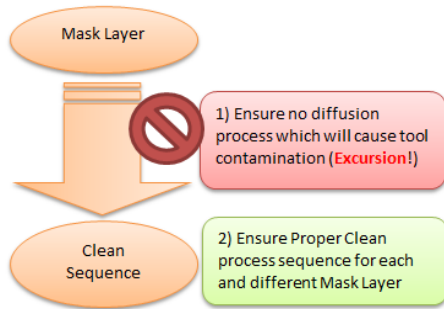 Mask Layer
1) Ensure no diffusion
process which will cause tool
contamination (Excursion!)
Clean
Sequence
2) Ensure Proper Clean
process sequence for each
and different Mask Layer